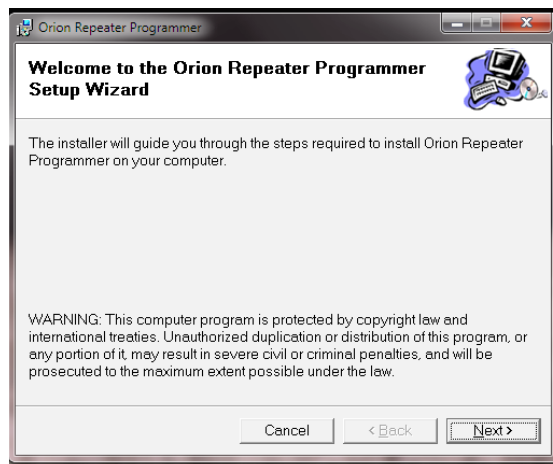 Orion Repeater Programmer
Welcome to the Orion Repeater Programmer
Setup Wizard
The installer will guide you through the steps required to install Orion Repeater
Programmer on your computer.
WARNING: This computer program is protected by copyright law and
international treaties. Unauthorized duplication or distribution of this program, or
any portion of it, may result in severe civil or criminal penalties, and will be
prosecuted to the maximum extent possible under the law.
Cancel < Back Next >